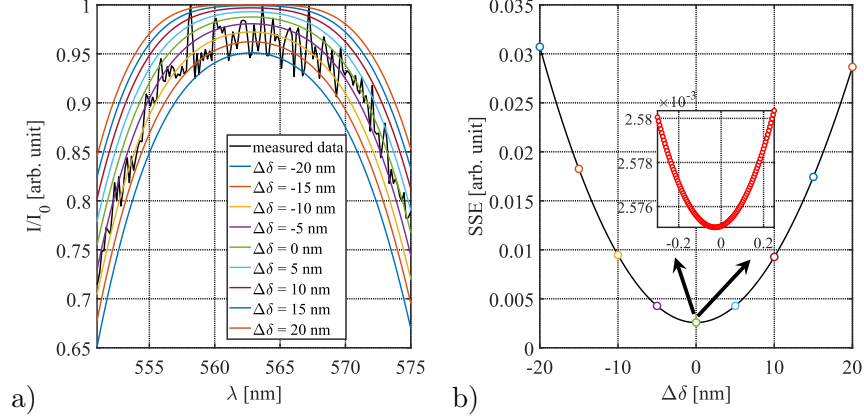 1
0.95
0.9
0.85
0.8
0.75
0.7
0.65
I/I0 [arb. unit]
measured data
Δδ = -20 nm
Δδ = -15 nm
Δδ = -10 nm
Δδ = -5 nm
Δδ = 0 nm
Δδ = 5 nm
Δδ = 10 nm
Δδ = 15 nm
Δδ = 20 nm
555 560 565 570 575
λ [nm]
a)
0.035
0.03
0.025
0.02
0.015
0.01
0.005
0
SSE [arb. unit]
×10⁻³
2.58
2.578
2.576
-0.2 0 0.2
-20 -10 0 10 20
Δδ [nm]
b)